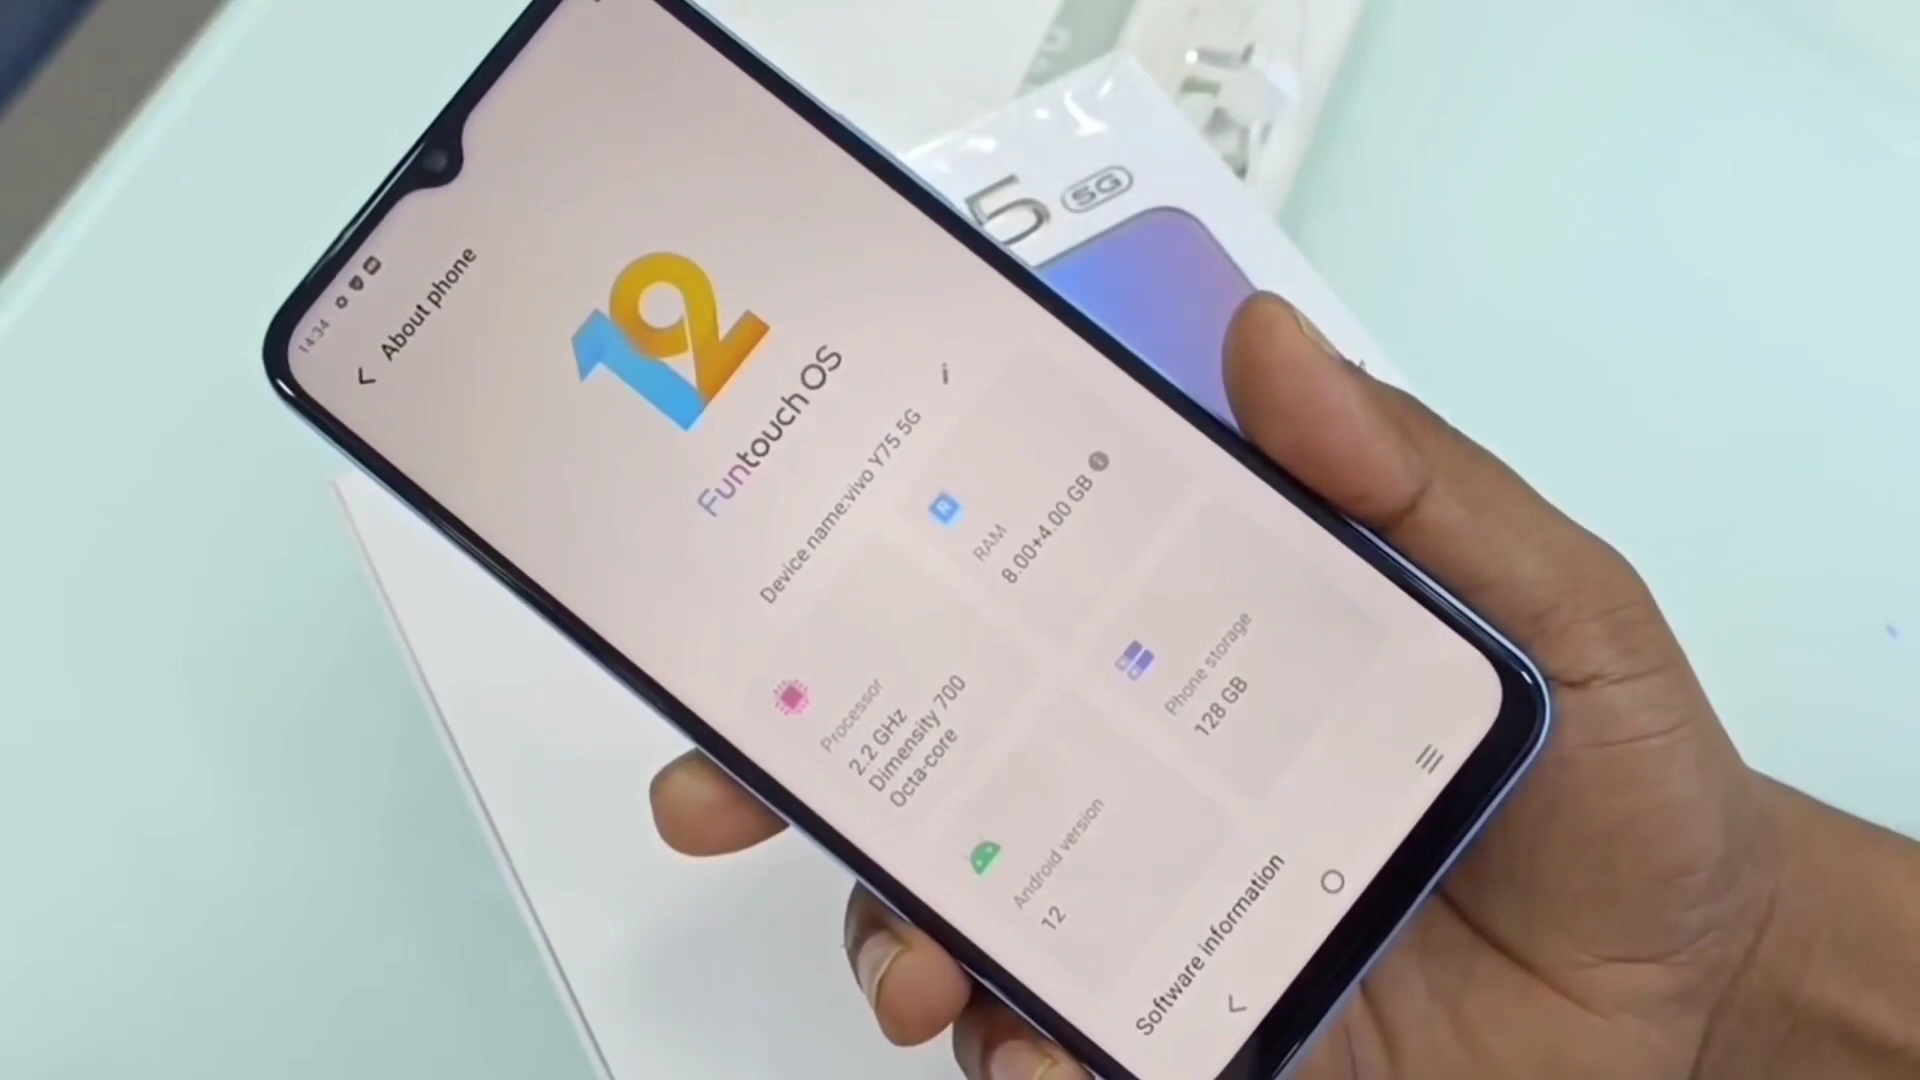 14:34
About phone
12
Funtouch OS
Device name:vivo Y75 5G
Processor
2.2 GHz
Dimensity 700
Octa-core
RAM
8.00+4.00 GB
Android version
12
Phone storage
128 GB
Software information
5 5G